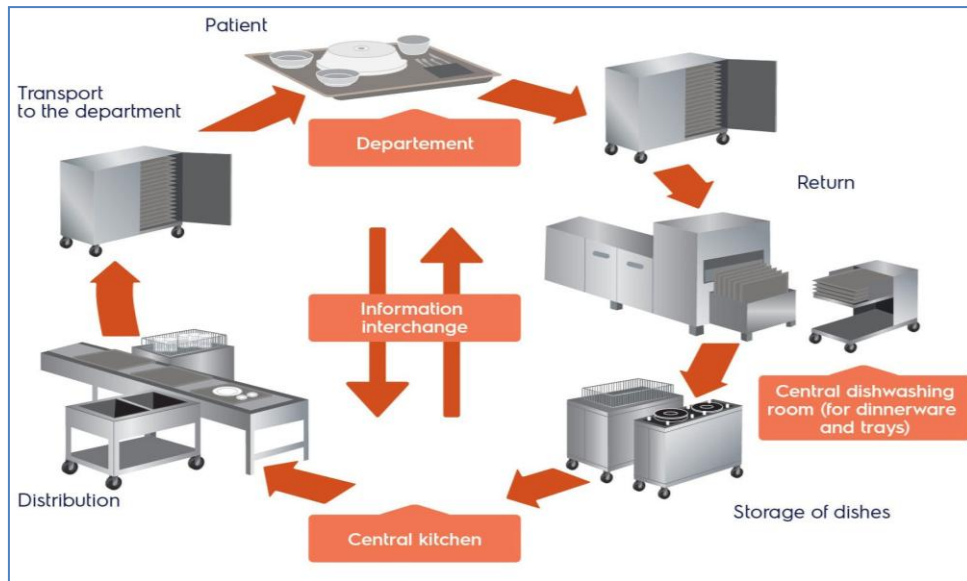 Patient
Transport
to the department
Departement
Return
Information
interchange
Central dishwashing
room (for dinnerware
and trays)
Distribution
Storage of dishes
Central kitchen